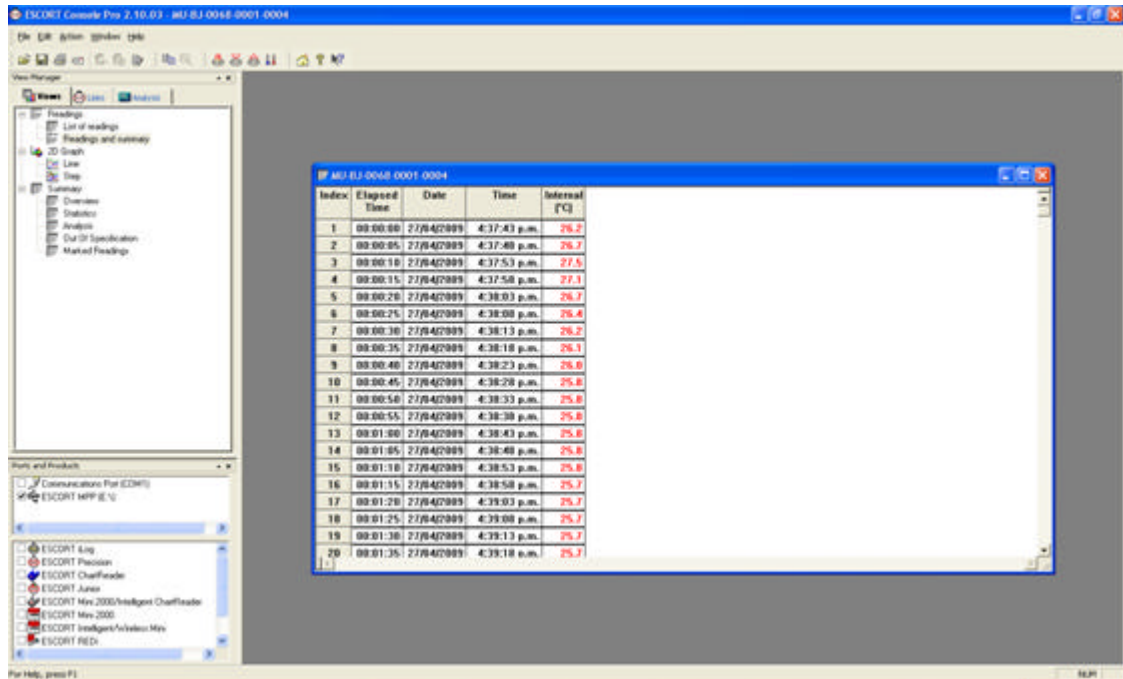 ESCORT Console Pro 2.10.03 - MU-BJ-0068-0001-0004
File Edit Action Window Help
View Manager
Views Links Analysis
Readings
List of readings
Readings and summary
2D Graph
Line
Step
Summary
Overview
Statistics
Analysis
Out Of Specification
Marked Readings
Ports and Products
Communications Port (COM1)
ESCORT MPP (E:\)
ESCORT iLog
ESCORT Precision
ESCORT ChartReader
ESCORT Junior
ESCORT Mini 2000/Intelligent ChartReader
ESCORT Mini 2000
ESCORT Intelligent/Wireless Mini
ESCORT REDi
MU-BJ-0068-0001-0004
Index Elapsed Time Date Time Internal [°C]
1 00:00:00 27/04/2009 4:37:43 p.m. 26.2
2 00:00:05 27/04/2009 4:37:48 p.m. 26.7
3 00:00:10 27/04/2009 4:37:53 p.m. 27.5
4 00:00:15 27/04/2009 4:37:58 p.m. 27.1
5 00:00:20 27/04/2009 4:38:03 p.m. 26.7
6 00:00:25 27/04/2009 4:38:08 p.m. 26.4
7 00:00:30 27/04/2009 4:38:13 p.m. 26.2
8 00:00:35 27/04/2009 4:38:18 p.m. 26.1
9 00:00:40 27/04/2009 4:38:23 p.m. 26.0
10 00:00:45 27/04/2009 4:38:28 p.m. 25.8
11 00:00:50 27/04/2009 4:38:33 p.m. 25.8
12 00:00:55 27/04/2009 4:38:38 p.m. 25.8
13 00:01:00 27/04/2009 4:38:43 p.m. 25.8
14 00:01:05 27/04/2009 4:38:48 p.m. 25.8
15 00:01:10 27/04/2009 4:38:53 p.m. 25.8
16 00:01:15 27/04/2009 4:38:58 p.m. 25.7
17 00:01:20 27/04/2009 4:39:03 p.m. 25.7
18 00:01:25 27/04/2009 4:39:08 p.m. 25.7
19 00:01:30 27/04/2009 4:39:13 p.m. 25.7
20 00:01:35 27/04/2009 4:39:18 p.m. 25.7
For Help, press F1
NUM